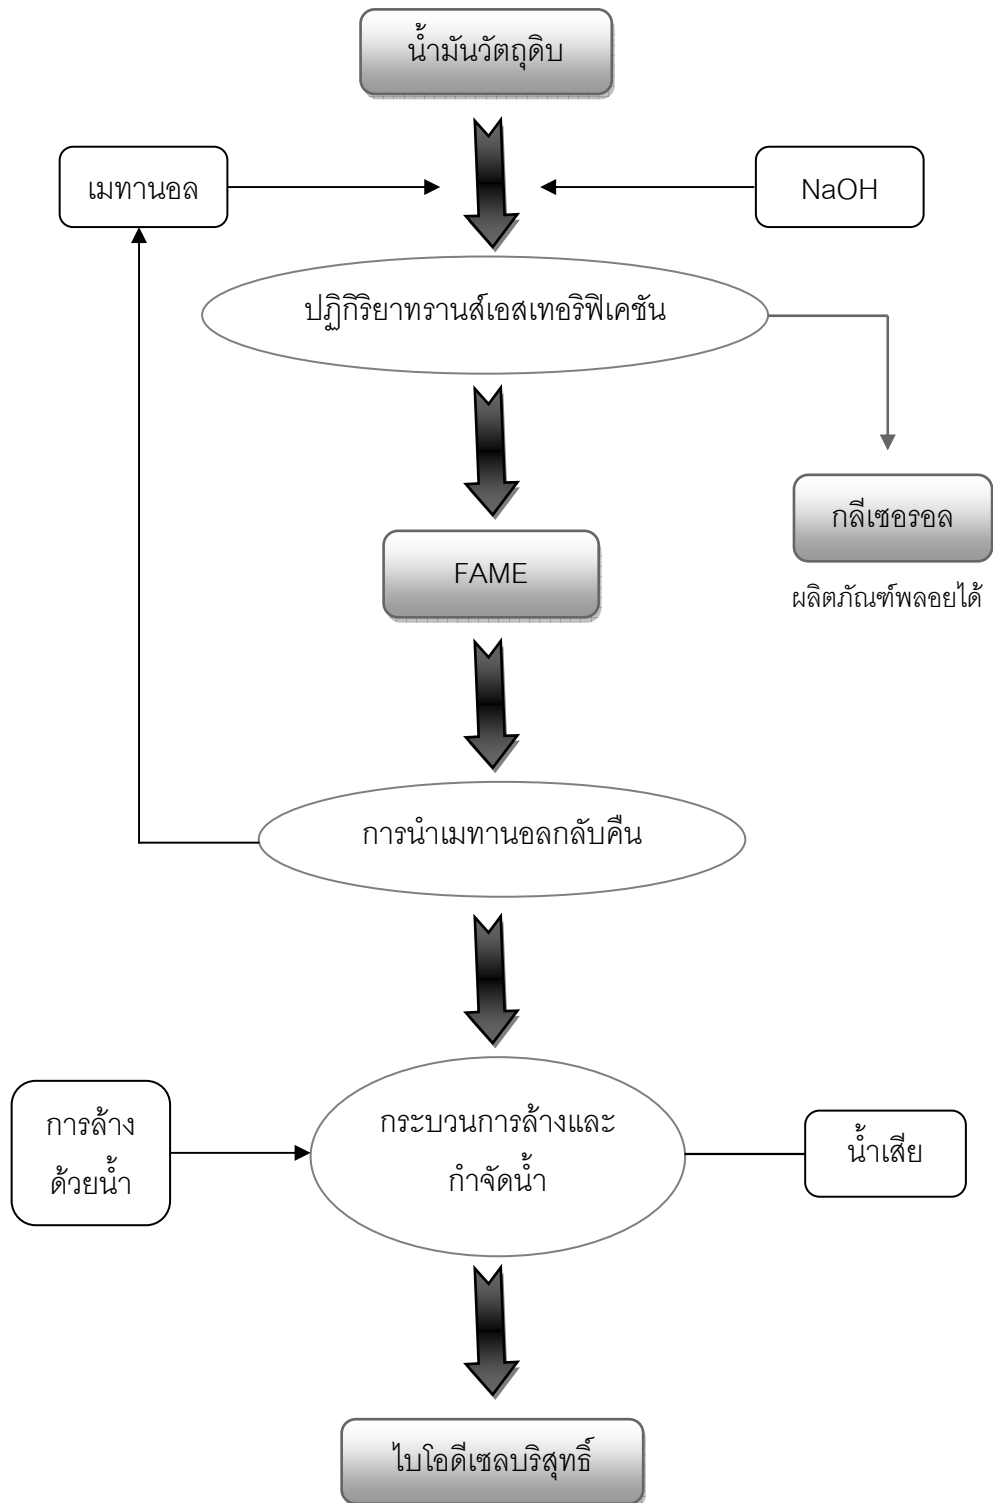 น้ำมันวัตถุดิบ
เมทานอล
NaOH
ปฏิกิริยาทรานส์เอสเทอริฟิเคชัน
กลีเซอรอล
ผลิตภัณฑ์พลอยได้
FAME
การนำเมทานอลกลับคืน
การล้าง
ด้วยน้ำ
กระบวนการล้างและ
กำจัดน้ำ
น้ำเสีย
ไบโอดีเซลบริสุทธิ์